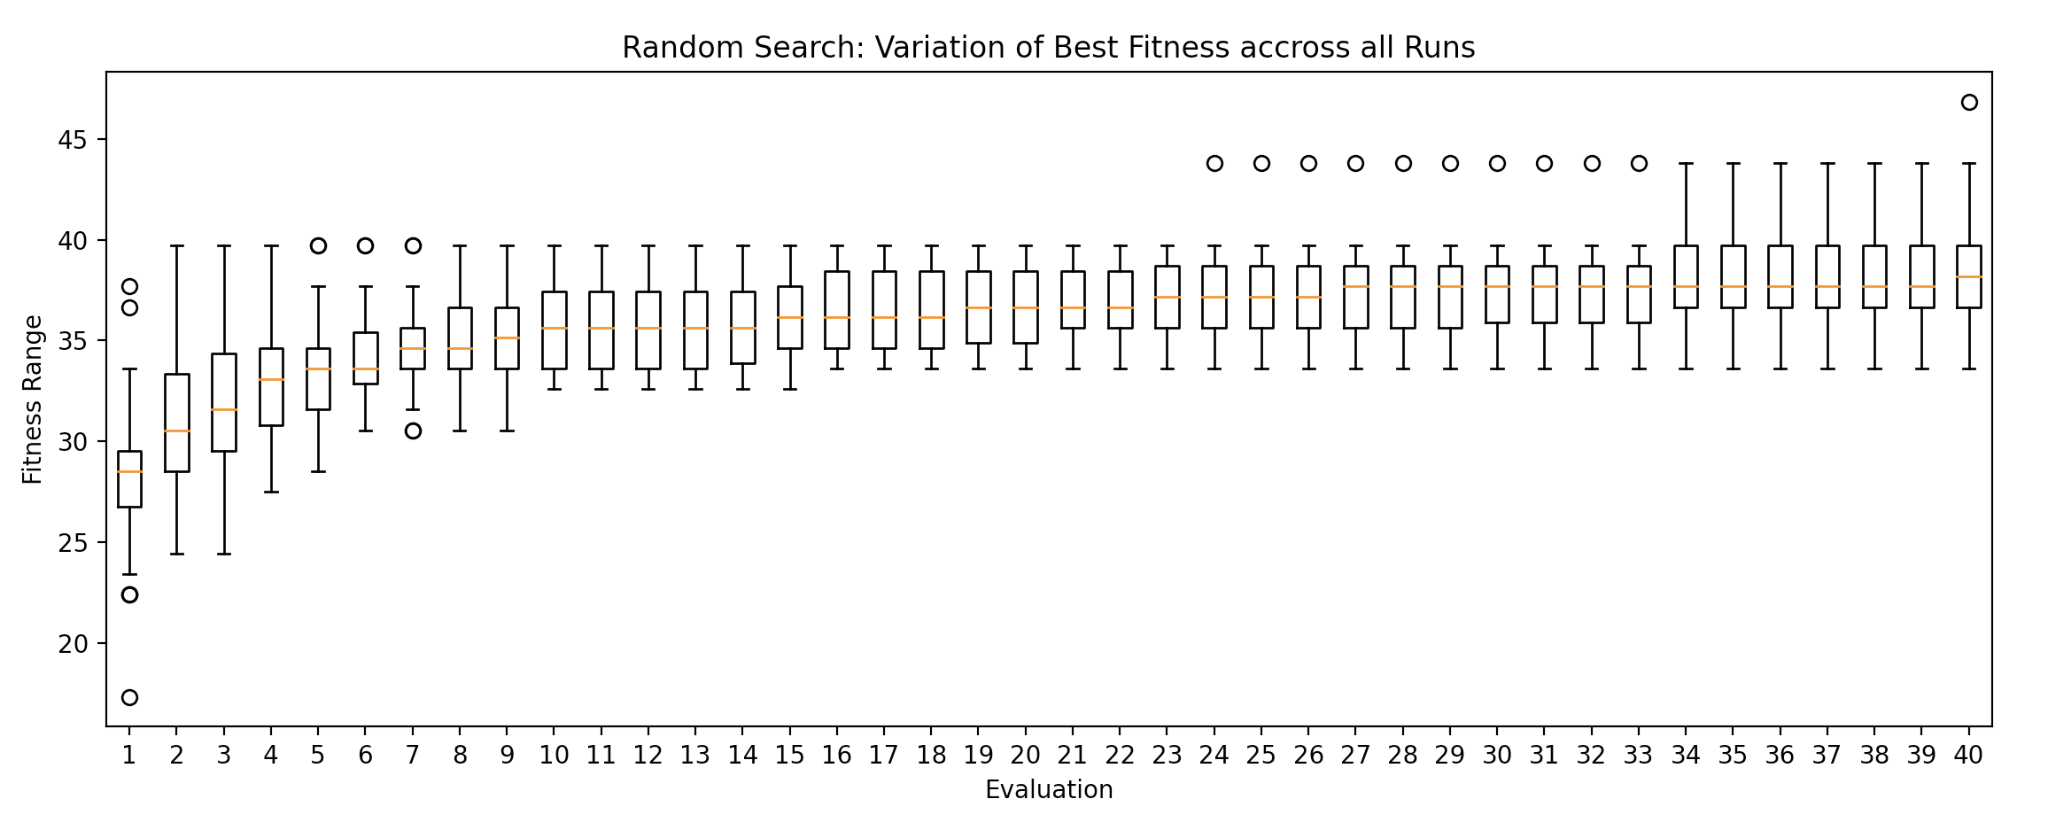 Random Search: Variation of Best Fitness accross all Runs
45
40
35
30
25
20
Fitness Range
1 2 3 4 5 6 7 8 9 10 11 12 13 14 15 16 17 18 19 20 21 22 23 24 25 26 27 28 29 30 31 32 33 34 35 36 37 38 39 40
Evaluation